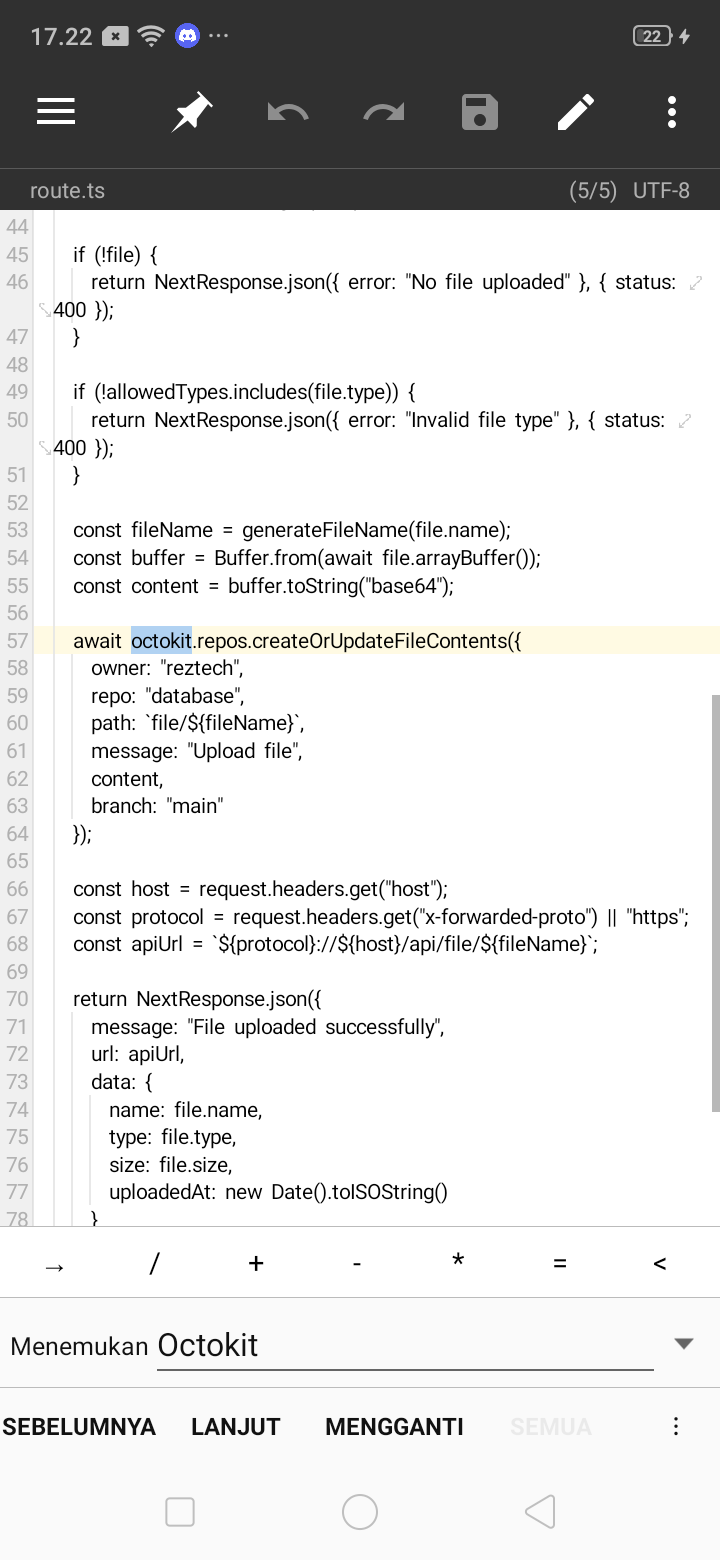 17.22
22
route.ts (5/5) UTF-8
44
45 if (!file) {
46 return NextResponse.json({ error: "No file uploaded" }, { status:
400 });
47 }
48
49 if (!allowedTypes.includes(file.type)) {
50 return NextResponse.json({ error: "Invalid file type" }, { status:
400 });
51 }
52
53 const fileName = generateFileName(file.name);
54 const buffer = Buffer.from(await file.arrayBuffer());
55 const content = buffer.toString("base64");
56
57 await octokit.repos.createOrUpdateFileContents({
58 owner: "reztech",
59 repo: "database",
60 path: `file/${fileName}`,
61 message: "Upload file",
62 content,
63 branch: "main"
64 });
65
66 const host = request.headers.get("host");
67 const protocol = request.headers.get("x-forwarded-proto") || "https";
68 const apiUrl = `${protocol}://${host}/api/file/${fileName}`;
69
70 return NextResponse.json({
71 message: "File uploaded successfully",
72 url: apiUrl,
73 data: {
74 name: file.name,
75 type: file.type,
76 size: file.size,
77 uploadedAt: new Date().toISOString()
78 }
→ / + - * = <
Menemukan Octokit
SEBELUMNYA LANJUT MENGGANTI SEMUA